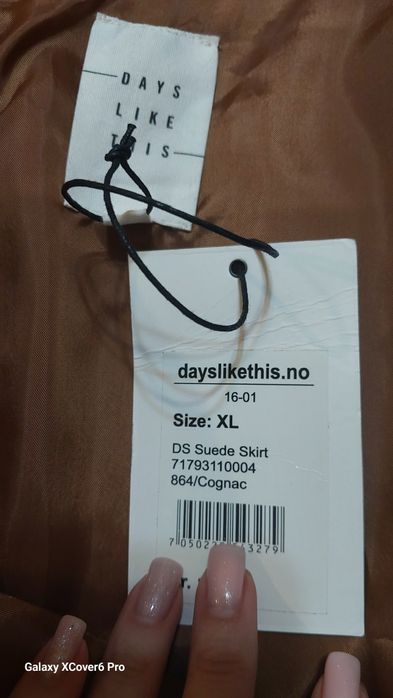 DAYS
LIKE
THIS
dayslikethis.no
16-01
Size: XL
DS Suede Skirt
71793110004
864/Cognac
Galaxy XCover6 Pro